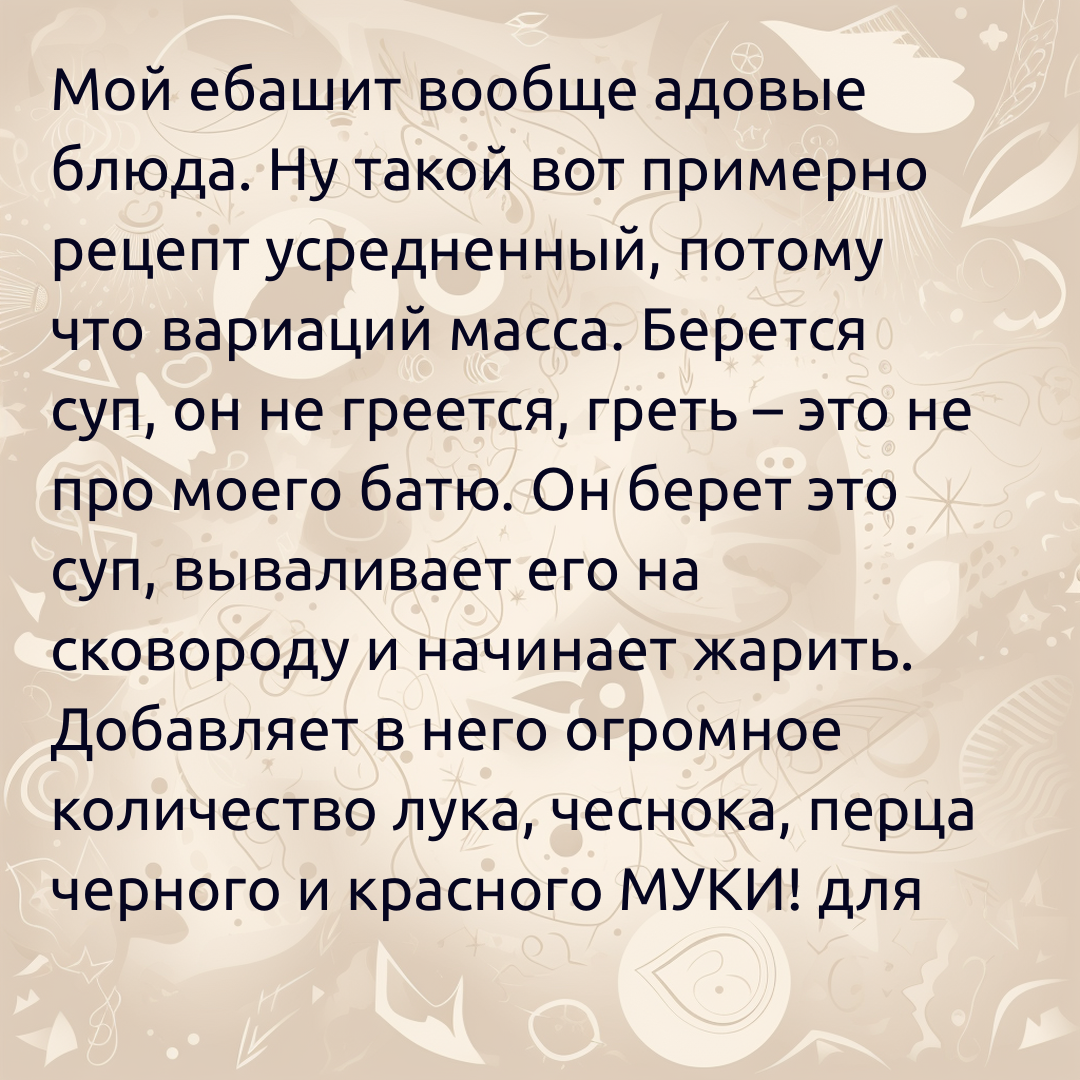 Мой ебашит вообще адовые
блюда. Ну такой вот примерно
рецепт усредненный, потому
что вариаций масса. Берется
суп, он не греется, греть – это не
про моего батю. Он берет это
суп, вываливает его на
сковороду и начинает жарить.
Добавляет в него огромное
количество лука, чеснока, перца
черного и красного МУКИ! для